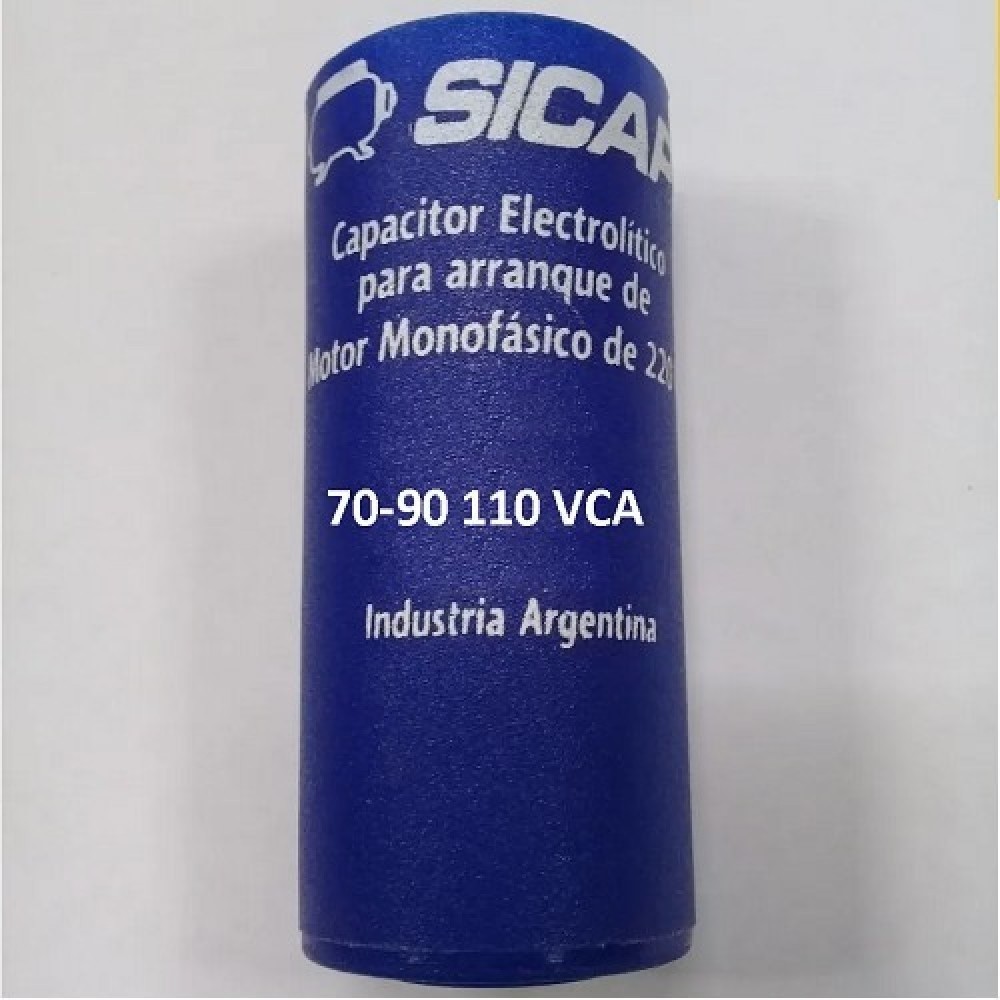 SICAP
Capacitor Electrolítico
para arranque de
Motor Monofásico de 220
70-90 110 VCA
Industria Argentina